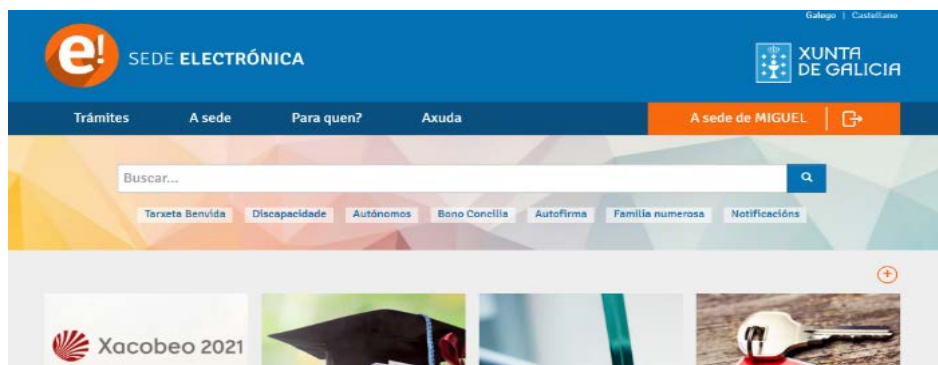 Galego | Castellano
e! SEDE ELECTRÓNICA
XUNTA
DE GALICIA
Trámites A sede Para quen? Axuda A sede de MIGUEL
Buscar...
Tarxeta Benvida Discapacidade Autónomos Bono Concilia Autofirma Familia numerosa Notificacións
Xacobeo 2021